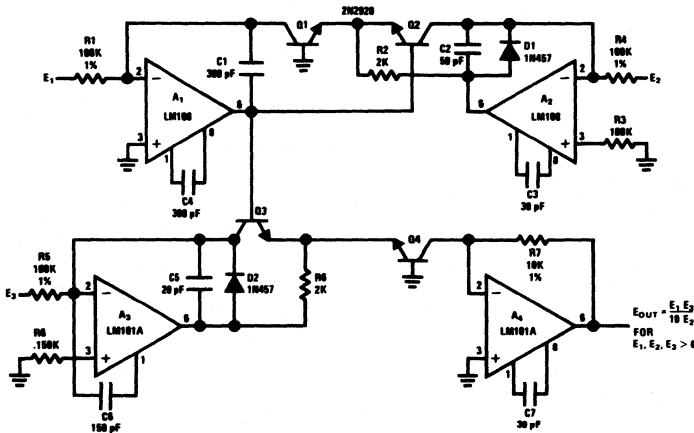 2N2920
R1
100K
1%
E1
2
3
A1
LM108
6
1
8
C4
300 pF
C1
300 pF
Q1
R2
2K
Q2
C2
50 pF
D1
1N457
R4
100K
1%
E2
2
3
A2
LM108
6
1
8
C3
30 pF
R3
100K
Q3
Q4
R5
100K
1%
E3
R6
.150K
2
3
A3
LM101A
6
1
C6
150 pF
C5
20 pF
D2
1N457
R6
2K
R7
10K
1%
2
3
A4
LM101A
6
1
8
C7
30 pF
EOUT = E1 E3
10 E2
FOR
E1, E2, E3 >